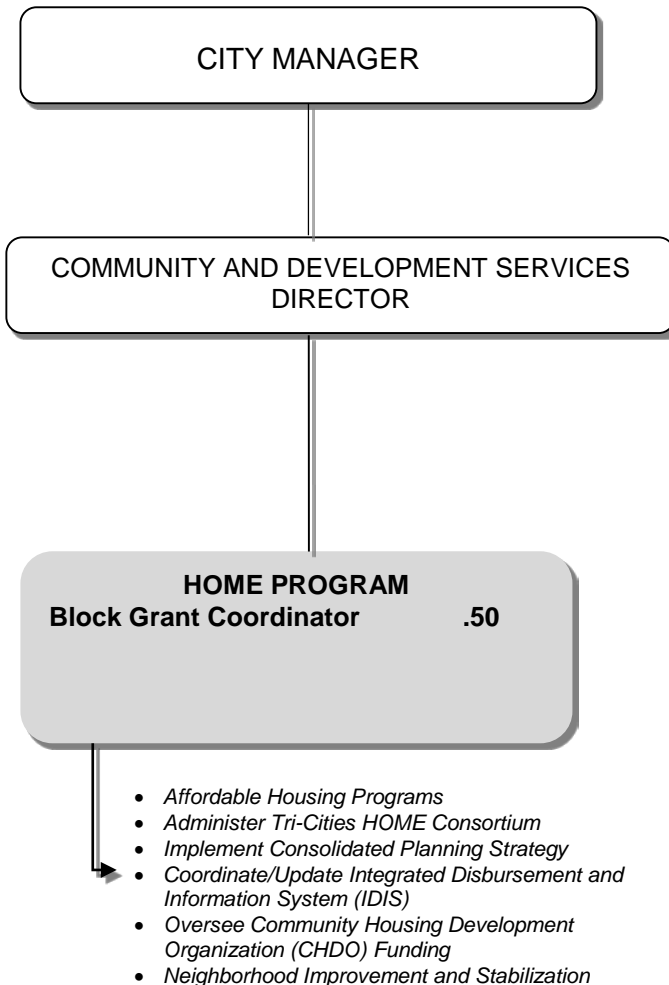 CITY MANAGER
COMMUNITY AND DEVELOPMENT SERVICES
DIRECTOR
HOME PROGRAM
Block Grant Coordinator .50
• Affordable Housing Programs
• Administer Tri-Cities HOME Consortium
• Implement Consolidated Planning Strategy
• Coordinate/Update Integrated Disbursement and
Information System (IDIS)
• Oversee Community Housing Development
Organization (CHDO) Funding
• Neighborhood Improvement and Stabilization